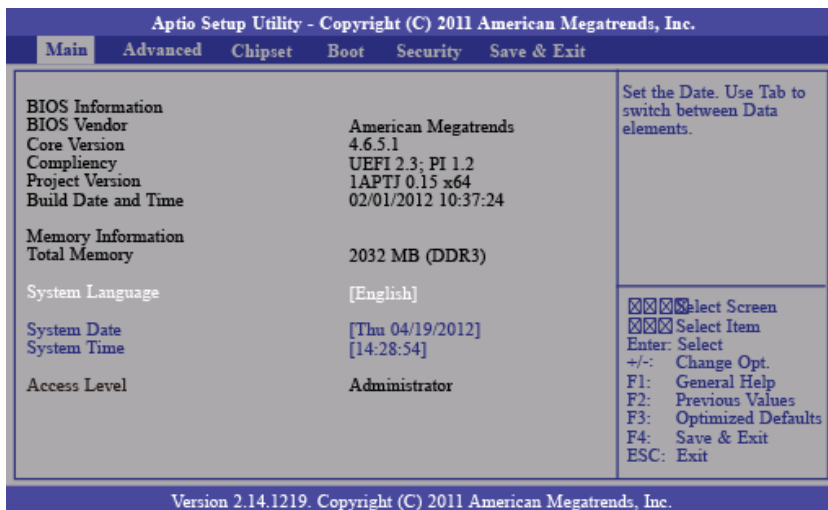 Aptio Setup Utility - Copyright (C) 2011 American Megatrends, Inc.
Main Advanced Chipset Boot Security Save & Exit
BIOS Information
BIOS Vendor American Megatrends
Core Version 4.6.5.1
Compliency UEFI 2.3; PI 1.2
Project Version 1APTJ 0.15 x64
Build Date and Time 02/01/2012 10:37:24
Memory Information
Total Memory 2032 MB (DDR3)
System Language [English]
System Date [Thu 04/19/2012]
System Time [14:28:54]
Access Level Administrator
Set the Date. Use Tab to
switch between Data
elements.
Select Screen
Select Item
Enter: Select
+/-: Change Opt.
F1: General Help
F2: Previous Values
F3: Optimized Defaults
F4: Save & Exit
ESC: Exit
Version 2.14.1219. Copyright (C) 2011 American Megatrends, Inc.